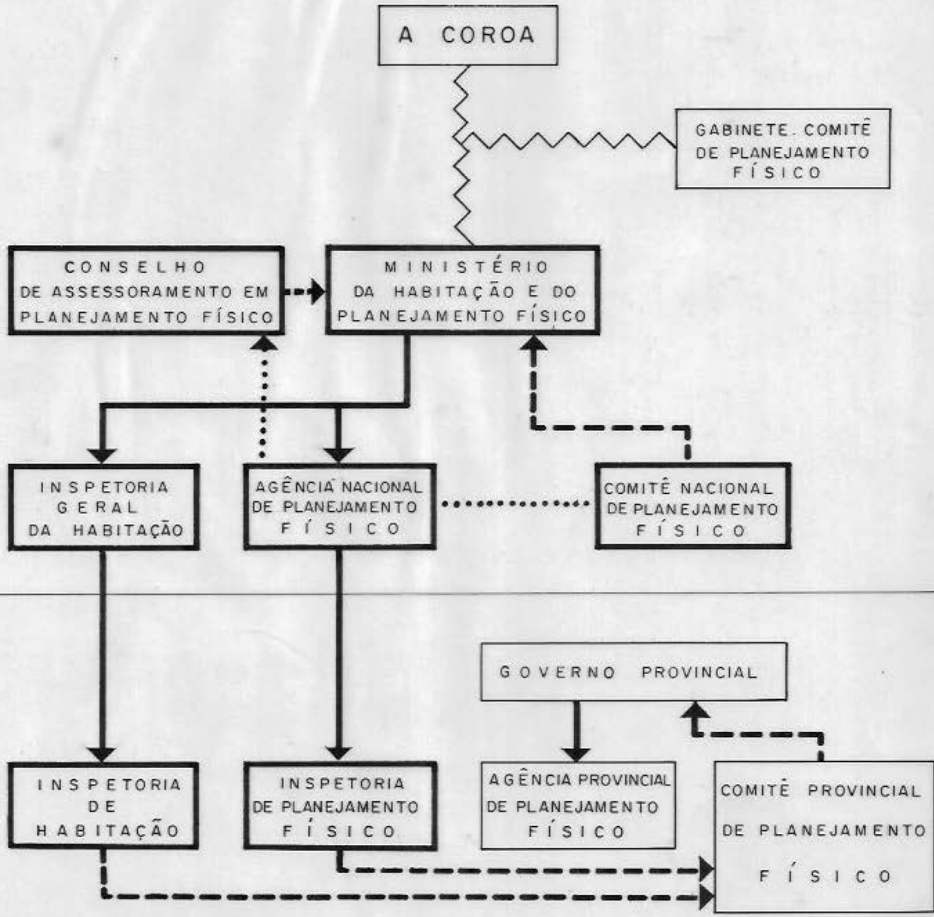 A COROA
GABINETE. COMITÊ
DE PLANEJAMENTO
FÍSICO
CONSELHO
DE ASSESSORAMENTO EM
PLANEJAMENTO FÍSICO
MINISTÉRIO
DA HABITAÇÃO E DO
PLANEJAMENTO FÍSICO
INSPETORIA
GERAL
DA HABITAÇÃO
AGÊNCIA NACIONAL
DE PLANEJAMENTO
FÍSICO
COMITÊ NACIONAL
DE PLANEJAMENTO
FÍSICO
GOVERNO PROVINCIAL
INSPETORIA
DE
HABITAÇÃO
INSPETORIA
DE PLANEJAMENTO
FÍSICO
AGÊNCIA PROVINCIAL
DE PLANEJAMENTO
FÍSICO
COMITÊ PROVINCIAL
DE PLANEJAMENTO
FÍSICO